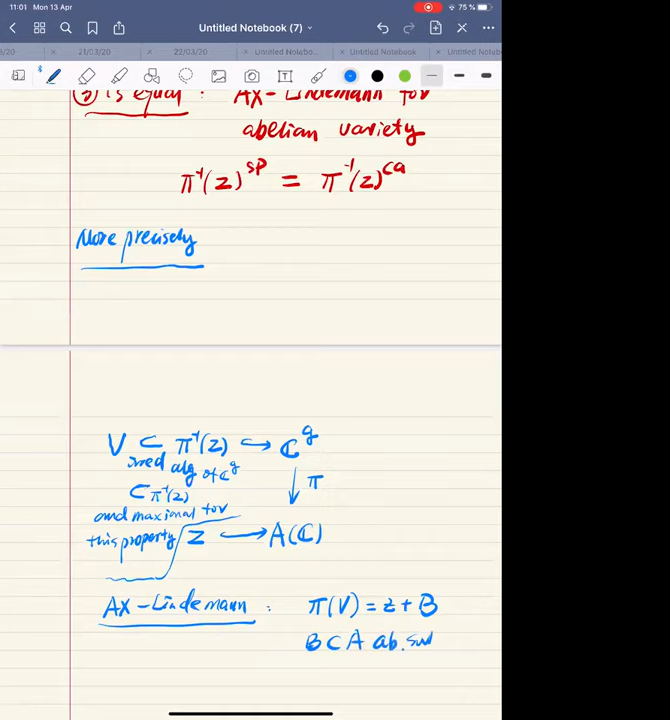 11:01 Mon 13 Apr
75 %
Untitled Notebook (7)
/20
21/03/20
22/03/20
Untitled Notebo...
Untitled Notebook
Untitled Noteb
③ is equal : Ax-Lindemann for
abelian variety
π⁻¹(Z)^sp = π⁻¹(Z)^ca
More precisely
V ⊂ π⁻¹(Z) ↪ ℂ^g
irred alg of ℂ^g
⊂ π⁻¹(Z)
↓ π
and maximal for
this property
Z ↪ A(ℂ)
Ax-Lindemann : π(V) = z + B
B ⊂ A ab.